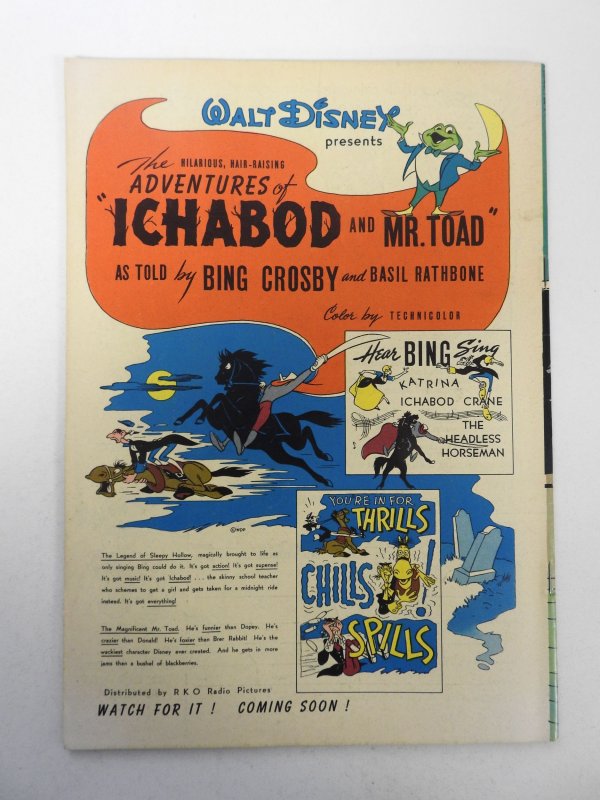 WALT DISNEY
presents
The HILARIOUS, HAIR-RAISING
ADVENTURES of
"ICHABOD AND MR. TOAD"
AS TOLD by BING CROSBY and BASIL RATHBONE
Color by TECHNICOLOR
Hear BING Sing
KATRINA
ICHABOD CRANE
THE
HEADLESS
HORSEMAN
YOU'RE IN FOR
THRILLS
CHILLS!
SPILLS
©WDP
The Legend of Sleepy Hollow, magically brought to life as
only singing Bing could do it. It's got action! It's got supense!
It's got music! It's got Ichabod! . . . . the skinny school teacher
who schemes to get a girl and gets taken for a midnight ride
instead. It's got everything!
The Magnificent Mr. Toad. He's funnier than Dopey. He's
crazier than Donald! He's foxier than Brer Rabbit! He's the
wackiest character Disney ever created. And he gets in more
jams than a bushel of blackberries.
Distributed by RKO Radio Pictures
WATCH FOR IT ! COMING SOON !